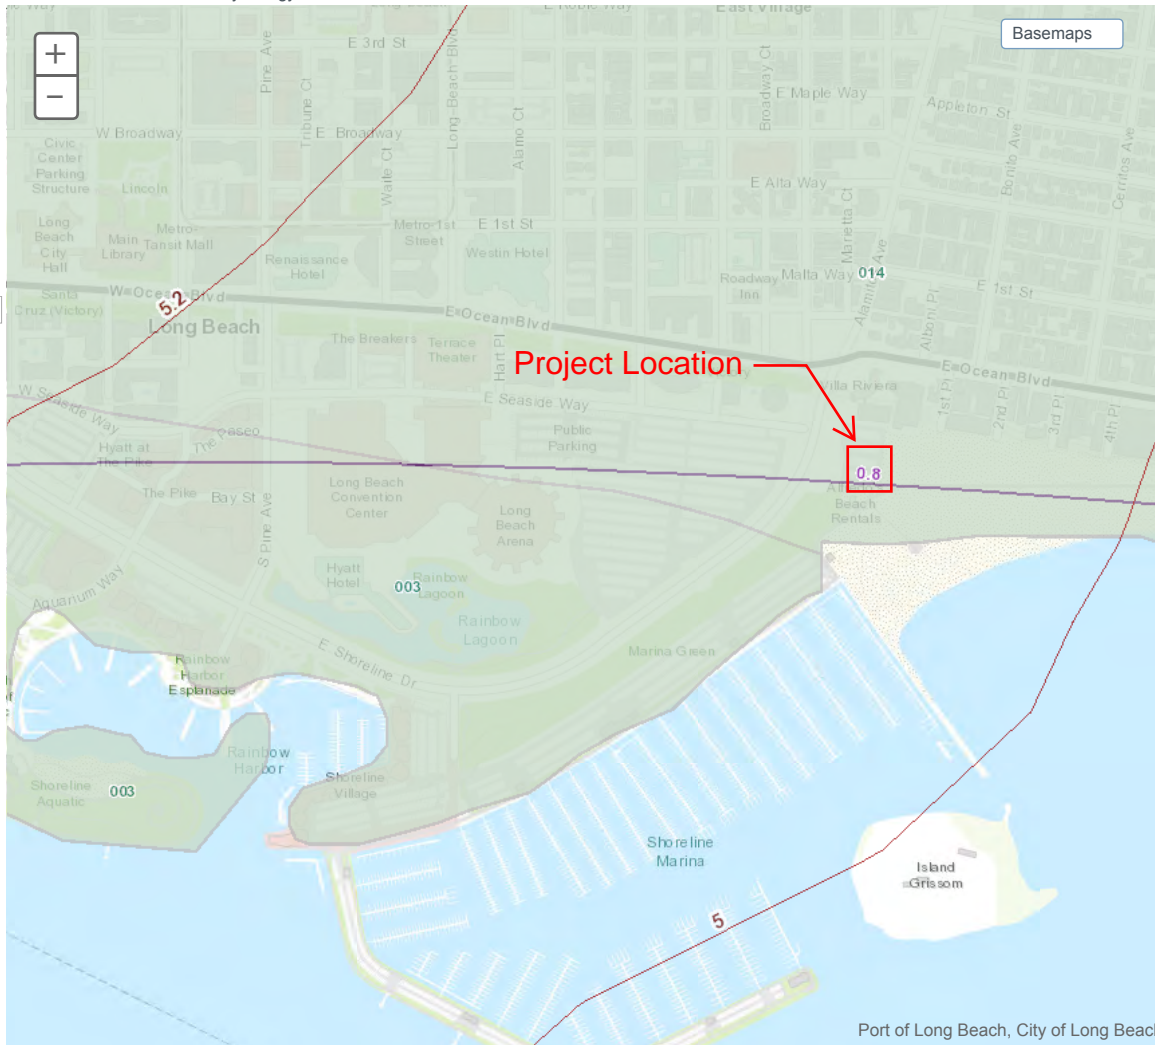 East Village
E 3rd St
Basemaps
+
−
Pine Ave
Tribune Ct
Long-Beach-Blvd
Broadway Ct
E Maple Way
Appleton St
W Broadway
E Broadway
Waite Ct
Alamo Ct
Bonito Ave
Cerritos Ave
Civic
Center
Parking
Structure
Lincoln
E Alta Way
Long
Beach
City
Hall
Main
Library
Metro-
Transit Mall
Metro-1st
Street
E 1st St
Renaissance
Hotel
Westin Hotel
Marietta Ct
Roadway
Inn
Malta Way
014
Alamitos Ave
E 1st St
Santa
Cruz (Victory)
W-Ocean-Blvd
5.2
Long Beach
E-Ocean-Blvd
Alboni Pl
The Breakers
Terrace
Theater
Hart Pl
Project Location
Villa Riviera
E-Ocean-Blvd
W Seaside Way
E Seaside Way
1st Pl
2nd Pl
3rd Pl
4th Pl
Hyatt at
The Pike
The Paseo
Public
Parking
0.8
The Pike
Bay St
S Pine Ave
Long Beach
Convention
Center
Long
Beach
Arena
Beach
Rentals
Hyatt
Hotel
003
Rainbow
Lagoon
Rainbow
Lagoon
Aquarium Way
E Shoreline Dr
Marina Green
Rainbow
Harbor
Esplanade
Rainbow
Harbor
Shoreline
Aquatic
003
Shoreline
Village
Shoreline
Marina
Island
Grissom
5
Port of Long Beach, City of Long Beach